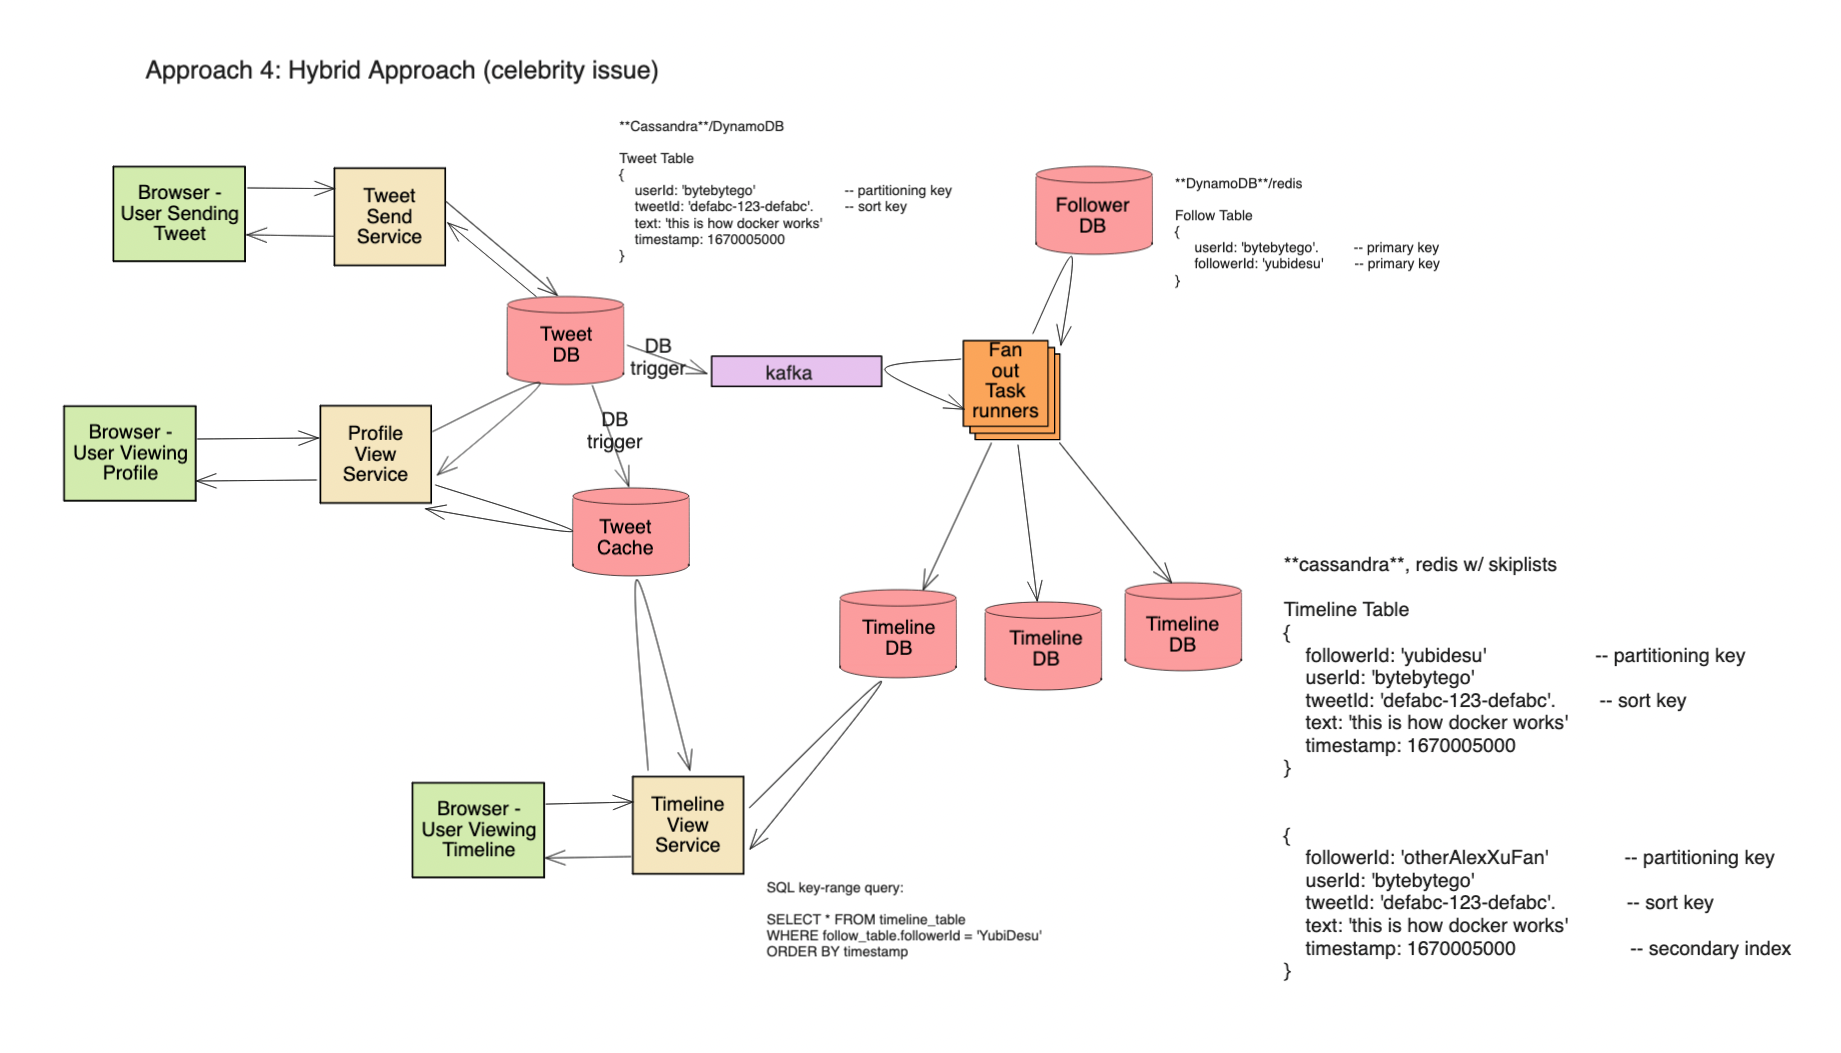 Approach 4: Hybrid Approach (celebrity issue)
**Cassandra**/DynamoDB
Tweet Table
{
userId: 'bytebytego' -- partitioning key
tweetId: 'defabc-123-defabc'. -- sort key
text: 'this is how docker works'
timestamp: 1670005000
}
Browser -
User Sending
Tweet
Tweet
Send
Service
Follower
DB
**DynamoDB**/redis
Follow Table
{
userId: 'bytebytego'. -- primary key
followerId: 'yubidesu' -- primary key
}
Tweet
DB
DB
trigger
kafka
Fan
out
Task
runners
DB
trigger
Browser -
User Viewing
Profile
Profile
View
Service
Tweet
Cache
Timeline
DB
Timeline
DB
Timeline
DB
**cassandra**, redis w/ skiplists
Timeline Table
{
followerId: 'yubidesu' -- partitioning key
userId: 'bytebytego'
tweetId: 'defabc-123-defabc'. -- sort key
text: 'this is how docker works'
timestamp: 1670005000
}
{
followerId: 'otherAlexXuFan' -- partitioning key
userId: 'bytebytego'
tweetId: 'defabc-123-defabc'. -- sort key
text: 'this is how docker works'
timestamp: 1670005000 -- secondary index
}
Browser -
User Viewing
Timeline
Timeline
View
Service
SQL key-range query:
SELECT * FROM timeline_table
WHERE follow_table.followerId = 'YubiDesu'
ORDER BY timestamp